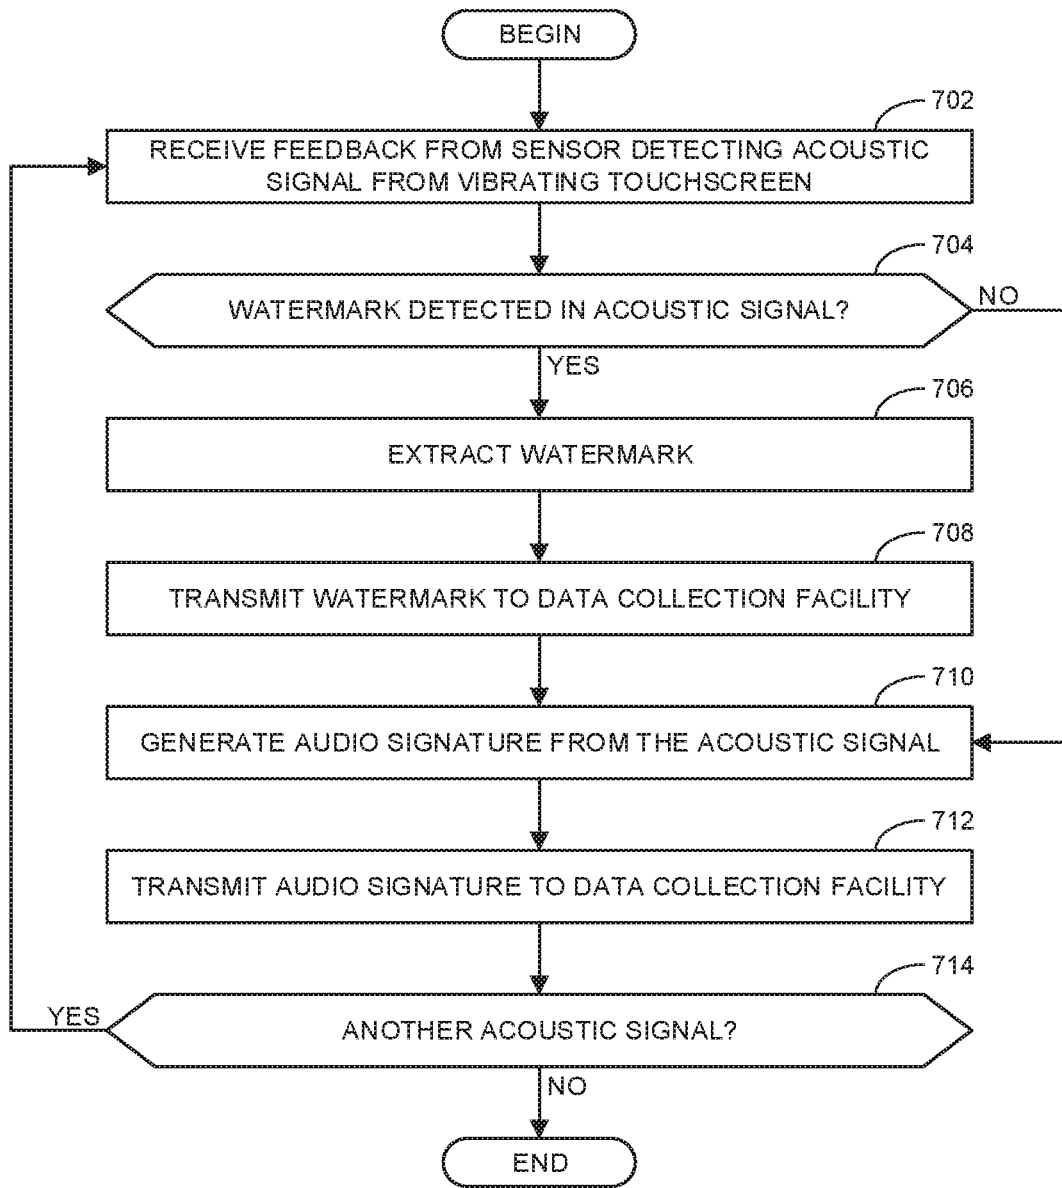 BEGIN
702
RECEIVE FEEDBACK FROM SENSOR DETECTING ACOUSTIC
SIGNAL FROM VIBRATING TOUCHSCREEN
704
WATERMARK DETECTED IN ACOUSTIC SIGNAL?
NO
YES
706
EXTRACT WATERMARK
708
TRANSMIT WATERMARK TO DATA COLLECTION FACILITY
710
GENERATE AUDIO SIGNATURE FROM THE ACOUSTIC SIGNAL
712
TRANSMIT AUDIO SIGNATURE TO DATA COLLECTION FACILITY
714
YES
ANOTHER ACOUSTIC SIGNAL?
NO
END